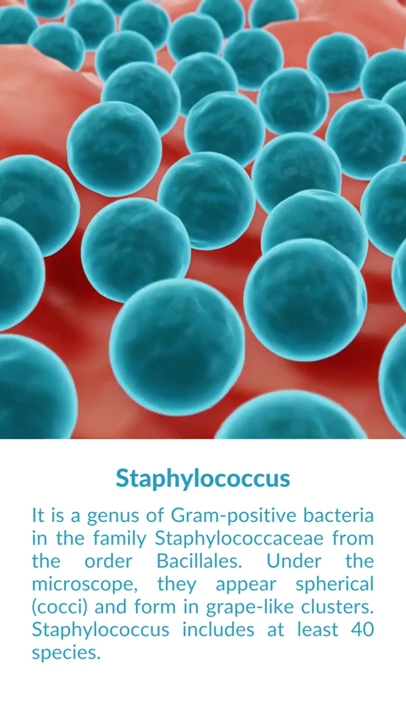 Staphylococcus
It is a genus of Gram-positive bacteria
in the family Staphylococcaceae from
the order Bacillales. Under the
microscope, they appear spherical
(cocci) and form in grape-like clusters.
Staphylococcus includes at least 40
species.